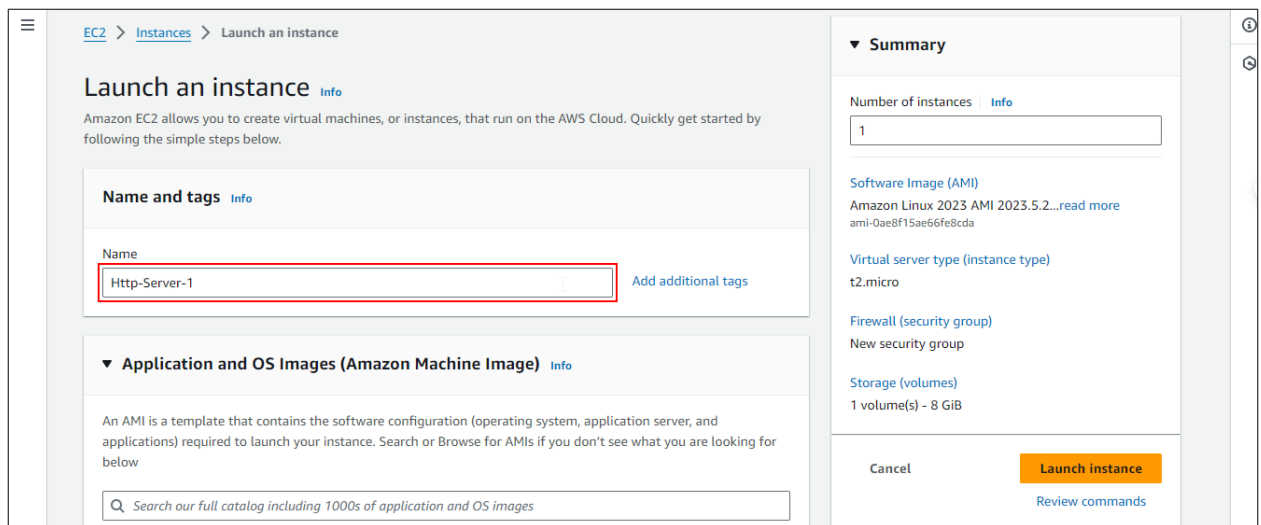 EC2 > Instances > Launch an instance
Launch an instance Info
Amazon EC2 allows you to create virtual machines, or instances, that run on the AWS Cloud. Quickly get started by
following the simple steps below.
Name and tags Info
Name
Http-Server-1
Add additional tags
Application and OS Images (Amazon Machine Image) Info
An AMI is a template that contains the software configuration (operating system, application server, and
applications) required to launch your instance. Search or Browse for AMIs if you don't see what you are looking for
below
Search our full catalog including 1000s of application and OS images
Summary
Number of instances Info
1
Software Image (AMI)
Amazon Linux 2023 AMI 2023.5.2...read more
ami-0ae8f15ae66fe8cda
Virtual server type (instance type)
t2.micro
Firewall (security group)
New security group
Storage (volumes)
1 volume(s) - 8 GiB
Cancel
Launch instance
Review commands